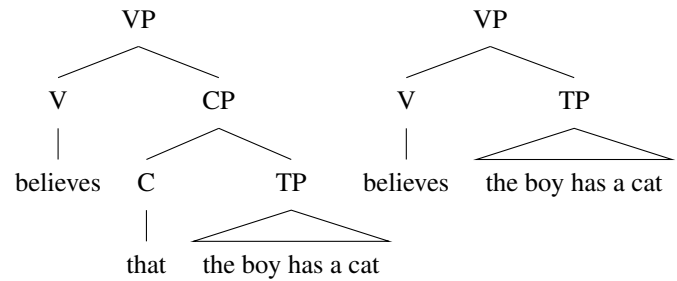 VP VP
V CP V TP
believes C TP believes the boy has a cat
that the boy has a cat